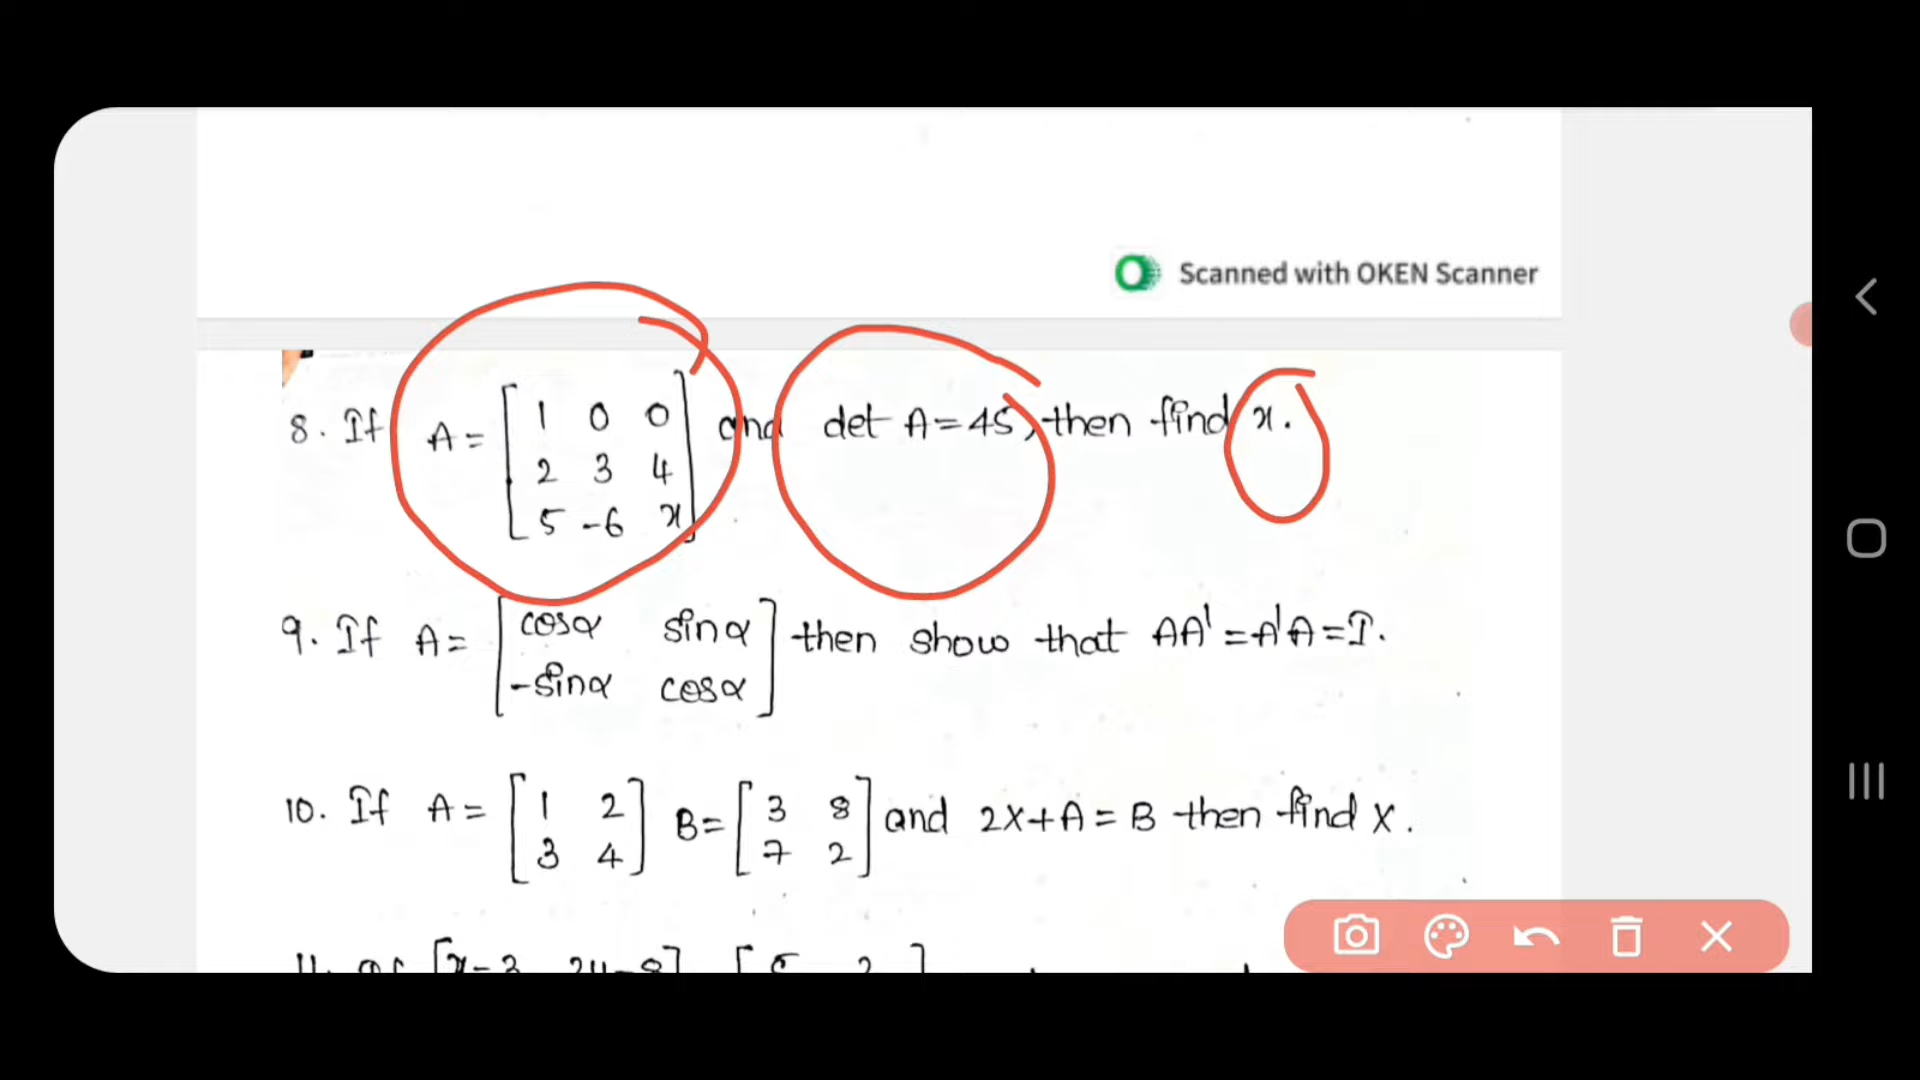 Scanned with OKEN Scanner
8. If A = [1 0 0
2 3 4
5 -6 x] and det A = 45, then find x.
9. If A = [cosα sinα
-sinα cosα] then show that AA' = A'A = I.
10. If A = [1 2
3 4] B = [3 8
7 2] and 2X+A = B then find X.